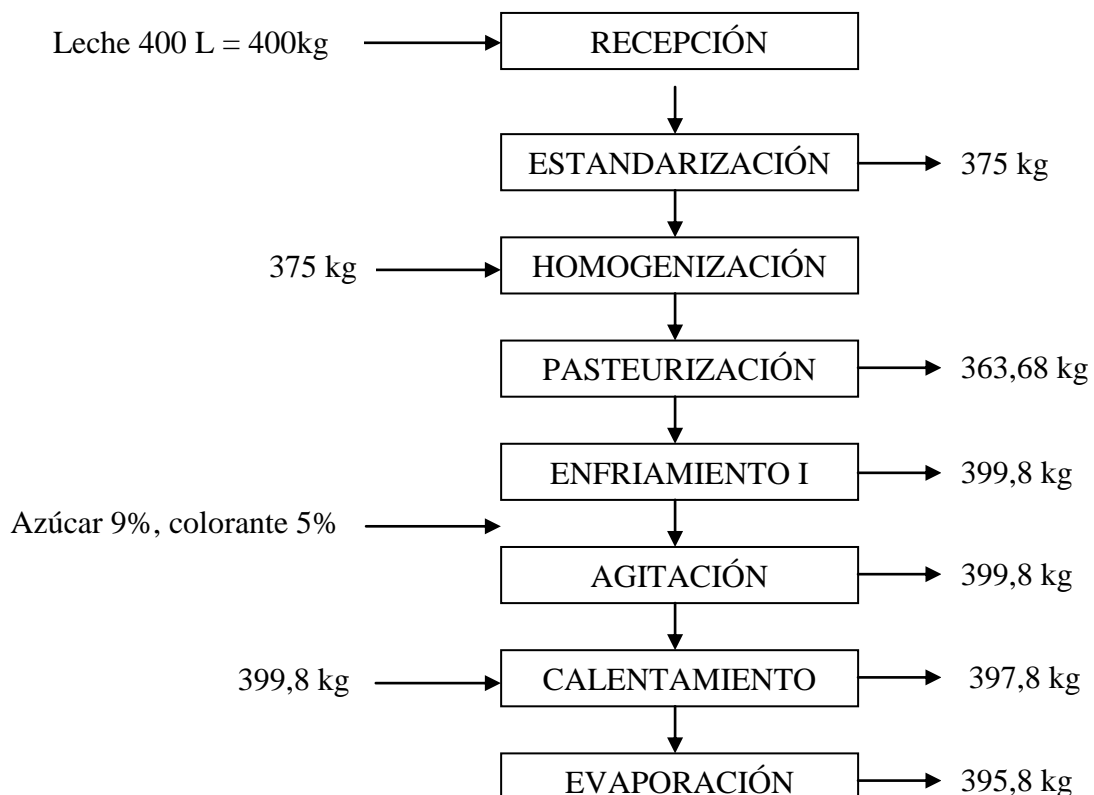 Leche 400 L = 400kg
RECEPCIÓN
ESTANDARIZACIÓN
375 kg
375 kg
HOMOGENIZACIÓN
PASTEURIZACIÓN
363,68 kg
ENFRIAMIENTO I
399,8 kg
Azúcar 9%, colorante 5%
AGITACIÓN
399,8 kg
399,8 kg
CALENTAMIENTO
397,8 kg
EVAPORACIÓN
395,8 kg